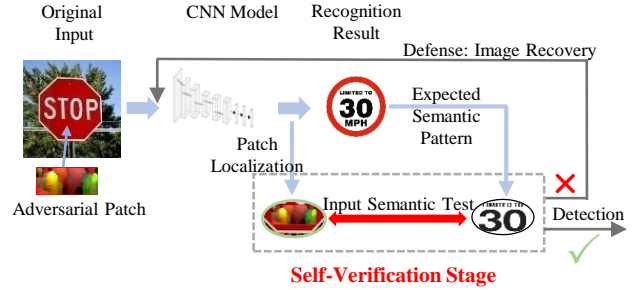 Original
Input
CNN Model
Recognition
Result
Defense: Image Recovery
STOP
LIMITED TO
30
MPH
Expected
Semantic
Pattern
Patch
Localization
Adversarial Patch
Input Semantic Test
LIMITED TO
30
Detection
Self-Verification Stage